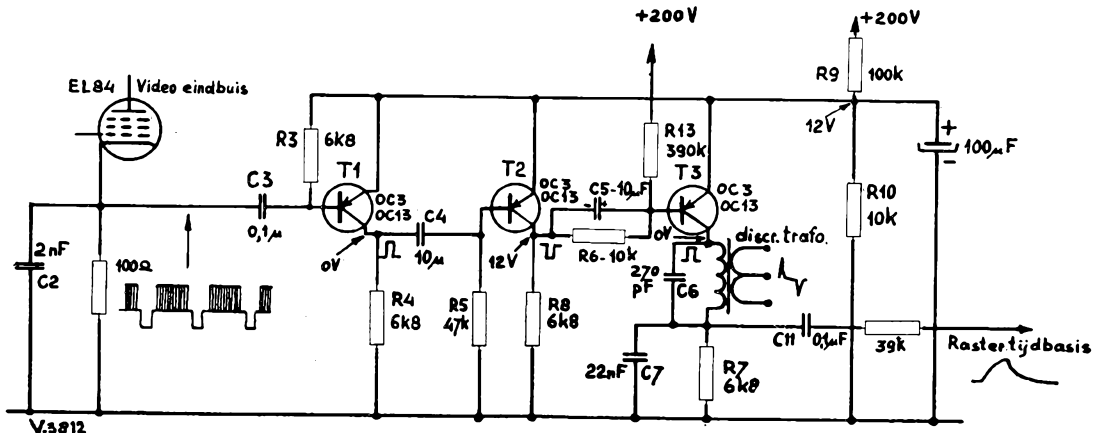 +200V
+200V
EL84 Video eindbuis
R9
100k
12V
R3
6k8
R13
390k
+
100µF
-
T1
OC3
OC13
T2
OC3
OC13
T3
OC3
OC13
C3
0,1µ
C4
10µ
C5-10µF
- +
R6-10k
R10
10k
0V
12V
0V
discr.trafo.
2nF
C2
100Ω
270
pF
C6
R4
6k8
R5
47k
R8
6k8
C11
0,1µF
39k
Raster.tijdbasis
22nF
C7
R7
6k8
V.3812